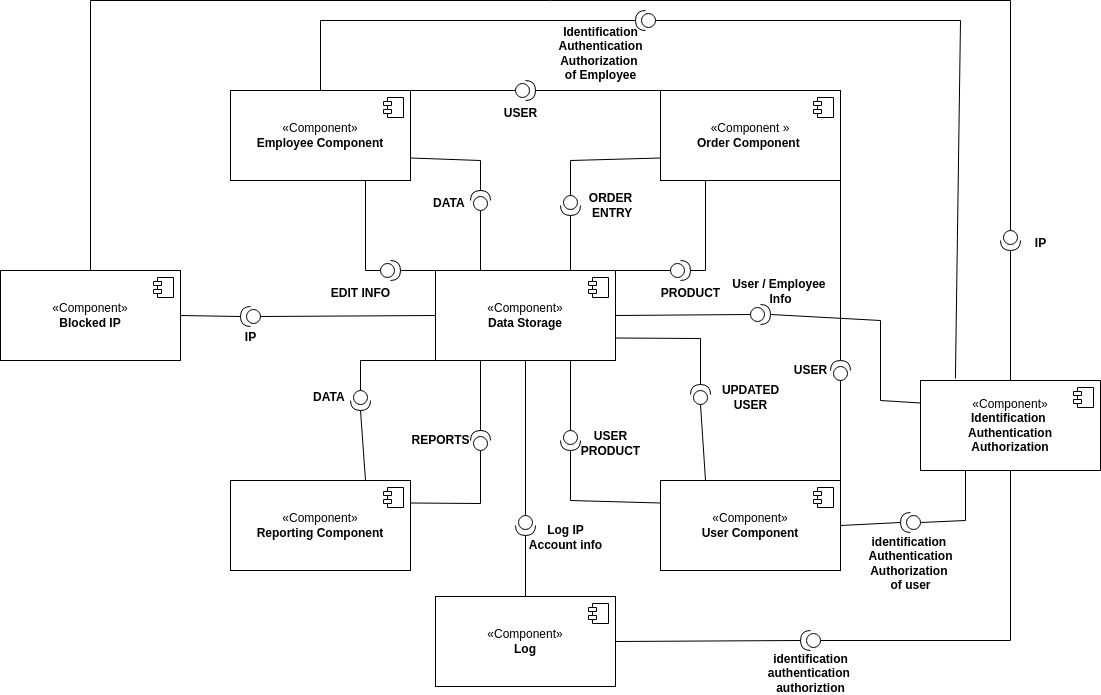 Identification
Authentication
Authorization
of Employee
USER
«Component»
Employee Component
«Component »
Order Component
DATA
ORDER
ENTRY
IP
EDIT INFO
PRODUCT
User / Employee
Info
«Component»
Blocked IP
IP
«Component»
Data Storage
USER
DATA
UPDATED
USER
«Component»
Identification
Authentication
Authorization
REPORTS
USER
PRODUCT
«Component»
Reporting Component
Log IP
Account info
«Component»
User Component
identification
Authentication
Authorization
of user
«Component»
Log
identification
authentication
authoriztion